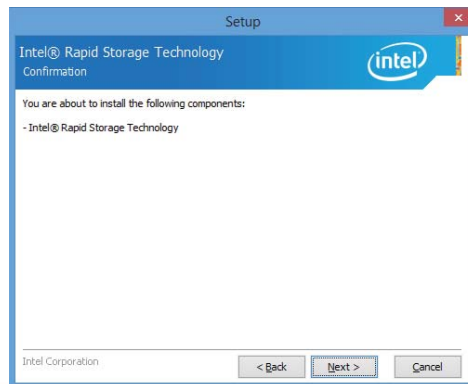 Setup
Intel® Rapid Storage Technology
Confirmation
intel
You are about to install the following components:
- Intel® Rapid Storage Technology
Intel Corporation
< Back
Next >
Cancel